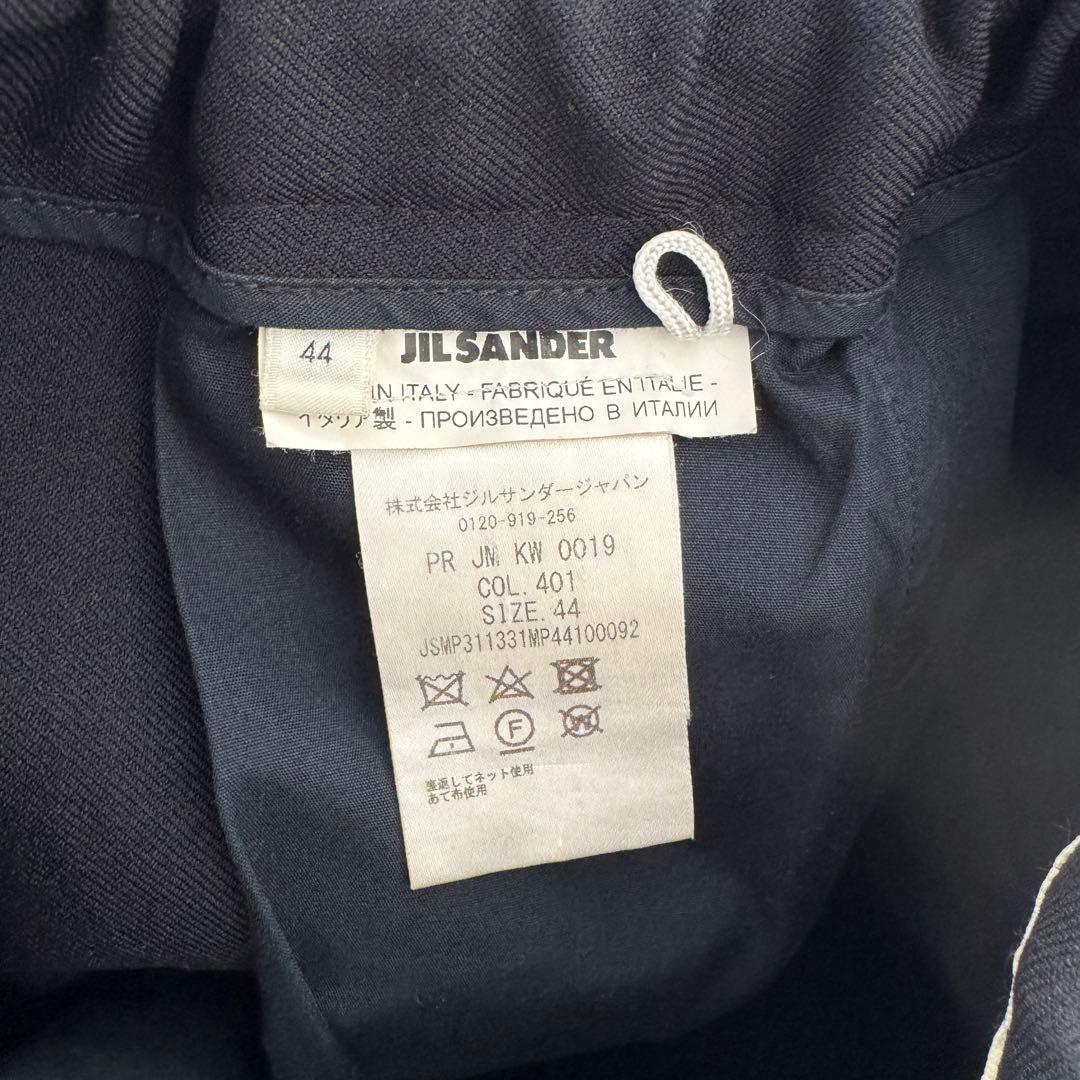 44
JIL SANDER
IN ITALY - FABRIQUÉ EN ITALIE -
イタリア製 - ПРОИЗВЕДЕНО В ИТАЛИИ
株式会社ジルサンダージャパン
0120-919-256
PR JM KW 0019
COL. 401
SIZE. 44
JSMP311331MP44100092
F
W
裏返してネット使用
あて布使用